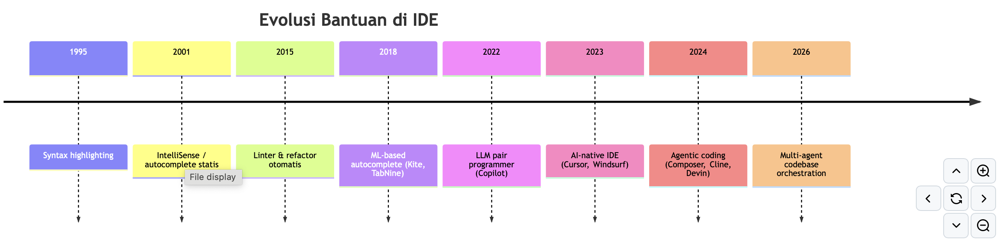 Evolusi Bantuan di IDE
1995
2001
2015
2018
2022
2023
2024
2026
Syntax highlighting
IntelliSense /
autocomplete statis
Linter & refactor
otomatis
ML-based
autocomplete (Kite,
TabNine)
LLM pair
programmer
(Copilot)
AI-native IDE
(Cursor, Windsurf)
Agentic coding
(Composer, Cline,
Devin)
Multi-agent
codebase
orchestration
File display